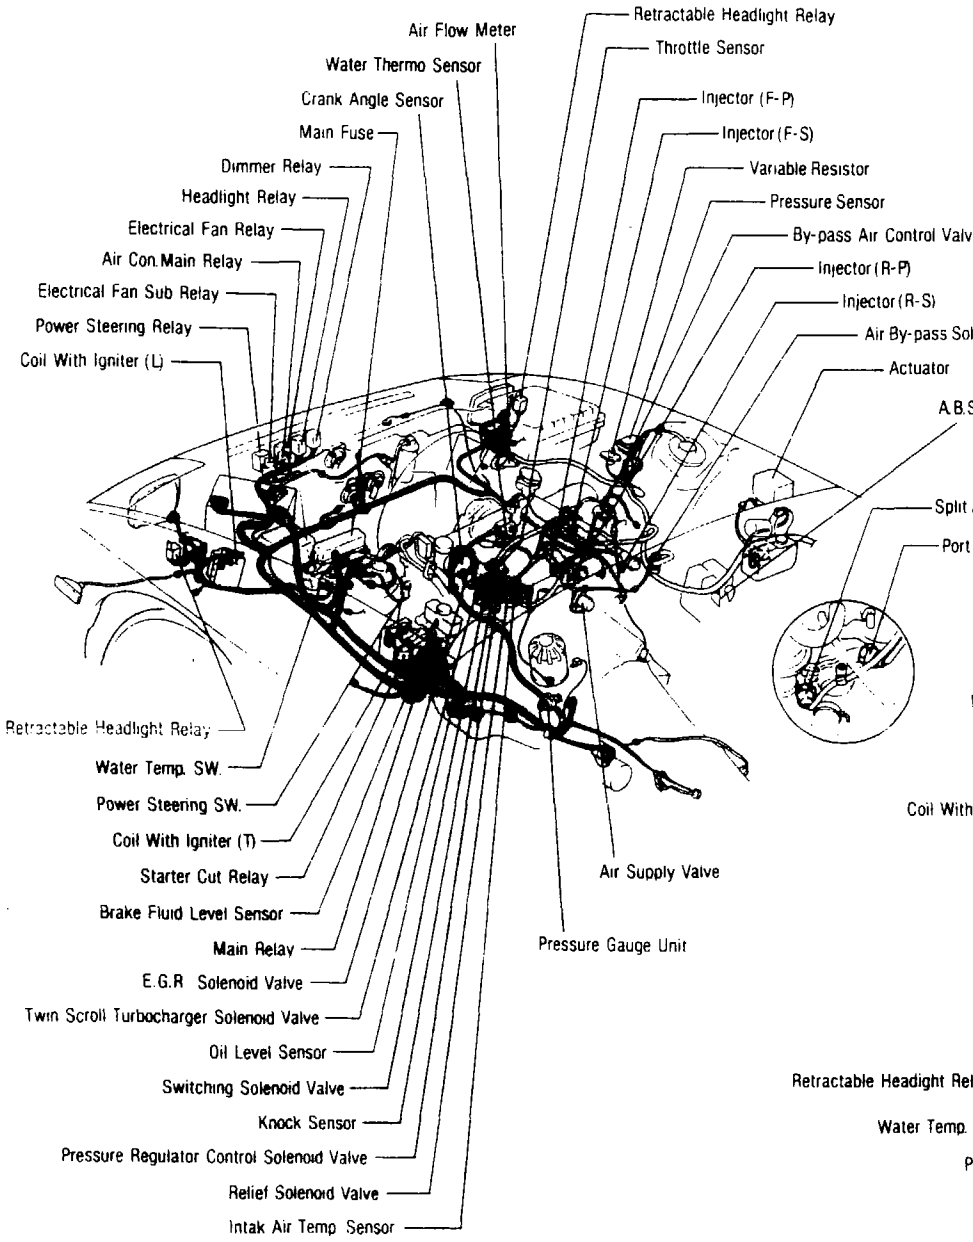 Air Flow Meter
Water Thermo Sensor
Crank Angle Sensor
Main Fuse
Dimmer Relay
Headlight Relay
Electrical Fan Relay
Air Con. Main Relay
Electrical Fan Sub Relay
Power Steering Relay
Coil With Igniter (L)
Retractable Headlight Relay
Throttle Sensor
Injector (F-P)
Injector (F-S)
Variable Resistor
Pressure Sensor
By-pass Air Control Valv
Injector (R-P)
Injector (R-S)
Air By-pass Sol
Actuator
A.B.S
Split
Port
Retractable Headlight Relay
Water Temp. SW.
Power Steering SW.
Coil With Igniter (T)
Starter Cut Relay
Brake Fluid Level Sensor
Main Relay
E.G.R Solenoid Valve
Twin Scroll Turbocharger Solenoid Valve
Oil Level Sensor
Switching Solenoid Valve
Knock Sensor
Pressure Regulator Control Solenoid Valve
Relief Solenoid Valve
Intak Air Temp Sensor
Air Supply Valve
Pressure Gauge Unit
Coil With
Retractable Headight Rel
Water Temp.
P